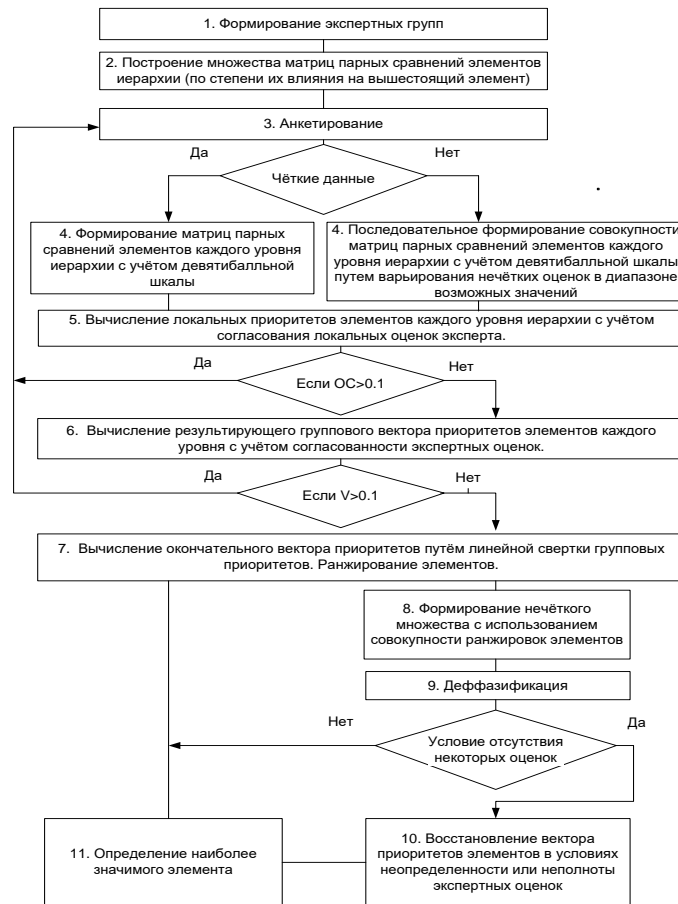 1. Формирование экспертных групп
2. Построение множества матриц парных сравнений элементов
иерархии (по степени их влияния на вышестоящий элемент)
3. Анкетирование
Да
Нет
Чёткие данные
4. Формирование матриц парных
сравнений элементов каждого уровня
иерархии с учётом девятибалльной
шкалы
4. Последовательное формирование совокупности
матриц парных сравнений элементов каждого
уровня иерархии с учётом девятибалльной шкалы
путем варьирования нечётких оценок в диапазоне
возможных значений
5. Вычисление локальных приоритетов элементов каждого уровня иерархии с учётом
согласования локальных оценок эксперта.
Да
Нет
Если ОС>0.1
6. Вычисление результирующего группового вектора приоритетов элементов каждого
уровня с учётом согласованности экспертных оценок.
Да
Нет
Если V>0.1
7. Вычисление окончательного вектора приоритетов путём линейной свертки групповых
приоритетов. Ранжирование элементов.
8. Формирование нечёткого
множества с использованием
совокупности ранжировок элементов
9. Деффазификация
Нет
Да
Условие отсутствия
некоторых оценок
11. Определение наиболее
значимого элемента
10. Восстановление вектора
приоритетов элементов в условиях
неопределенности или неполноты
экспертных оценок